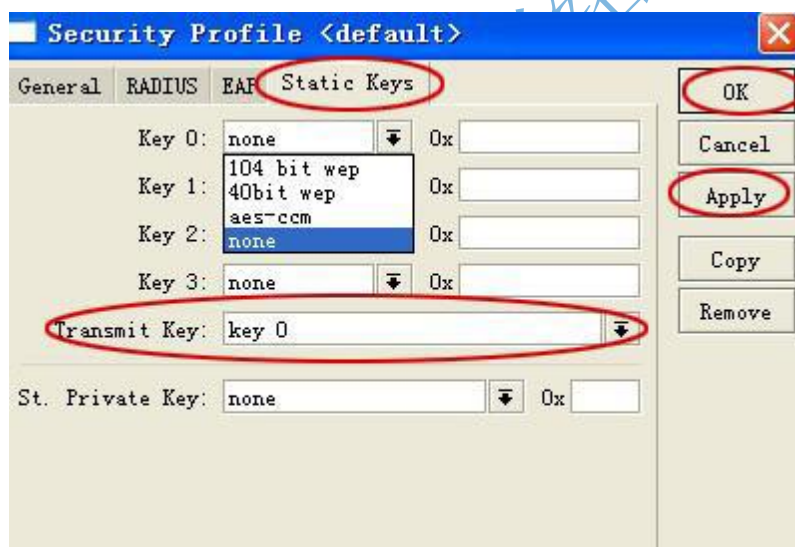 Security Profile <default>
General RADIUS EAP Static Keys
Key 0: none 0x
104 bit wep
40bit wep
aes-ccm
none
Key 1: 0x
Key 2: 0x
Key 3: none 0x
Transmit Key: key 0
St. Private Key: none 0x
OK
Cancel
Apply
Copy
Remove